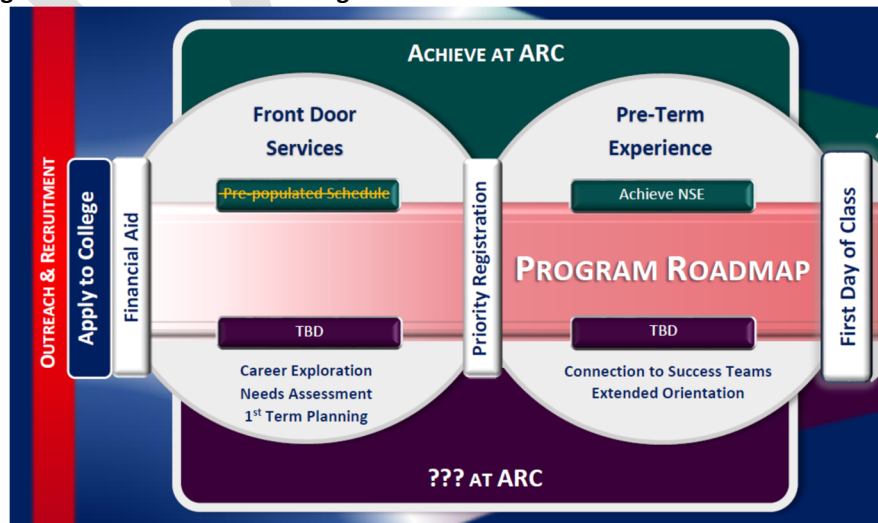 ACHIEVE AT ARC
OUTREACH & RECRUITMENT
Apply to College
Financial Aid
Front Door
Services
Pre-populated Schedule
TBD
Career Exploration
Needs Assessment
1st Term Planning
Priority Registration
Pre-Term
Experience
Achieve NSE
PROGRAM ROADMAP
TBD
Connection to Success Teams
Extended Orientation
First Day of Class
??? AT ARC